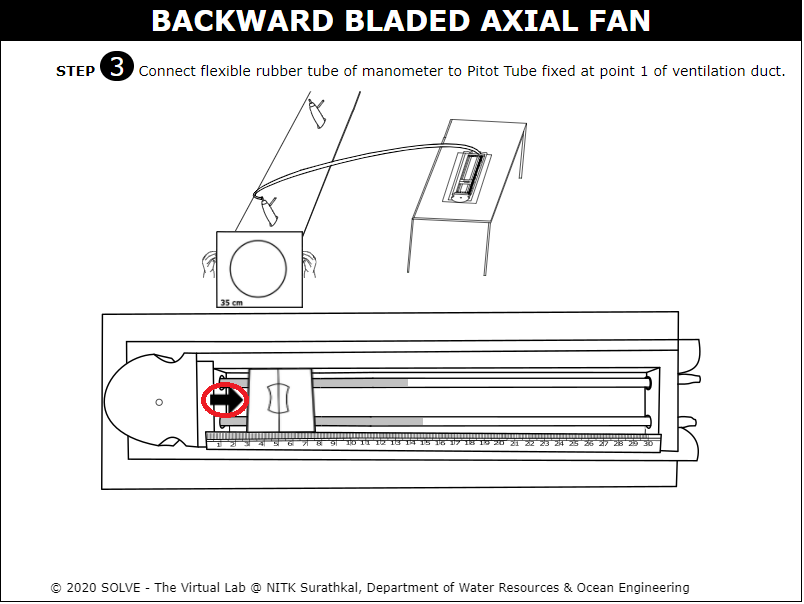 BACKWARD BLADED AXIAL FAN
STEP 3 Connect flexible rubber tube of manometer to Pitot Tube fixed at point 1 of ventilation duct.
35 cm
1 2 3 4 5 6 7 8 9 10 11 12 13 14 15 16 17 18 19 20 21 22 23 24 25 26 27 28 29 30
© 2020 SOLVE - The Virtual Lab @ NITK Surathkal, Department of Water Resources & Ocean Engineering